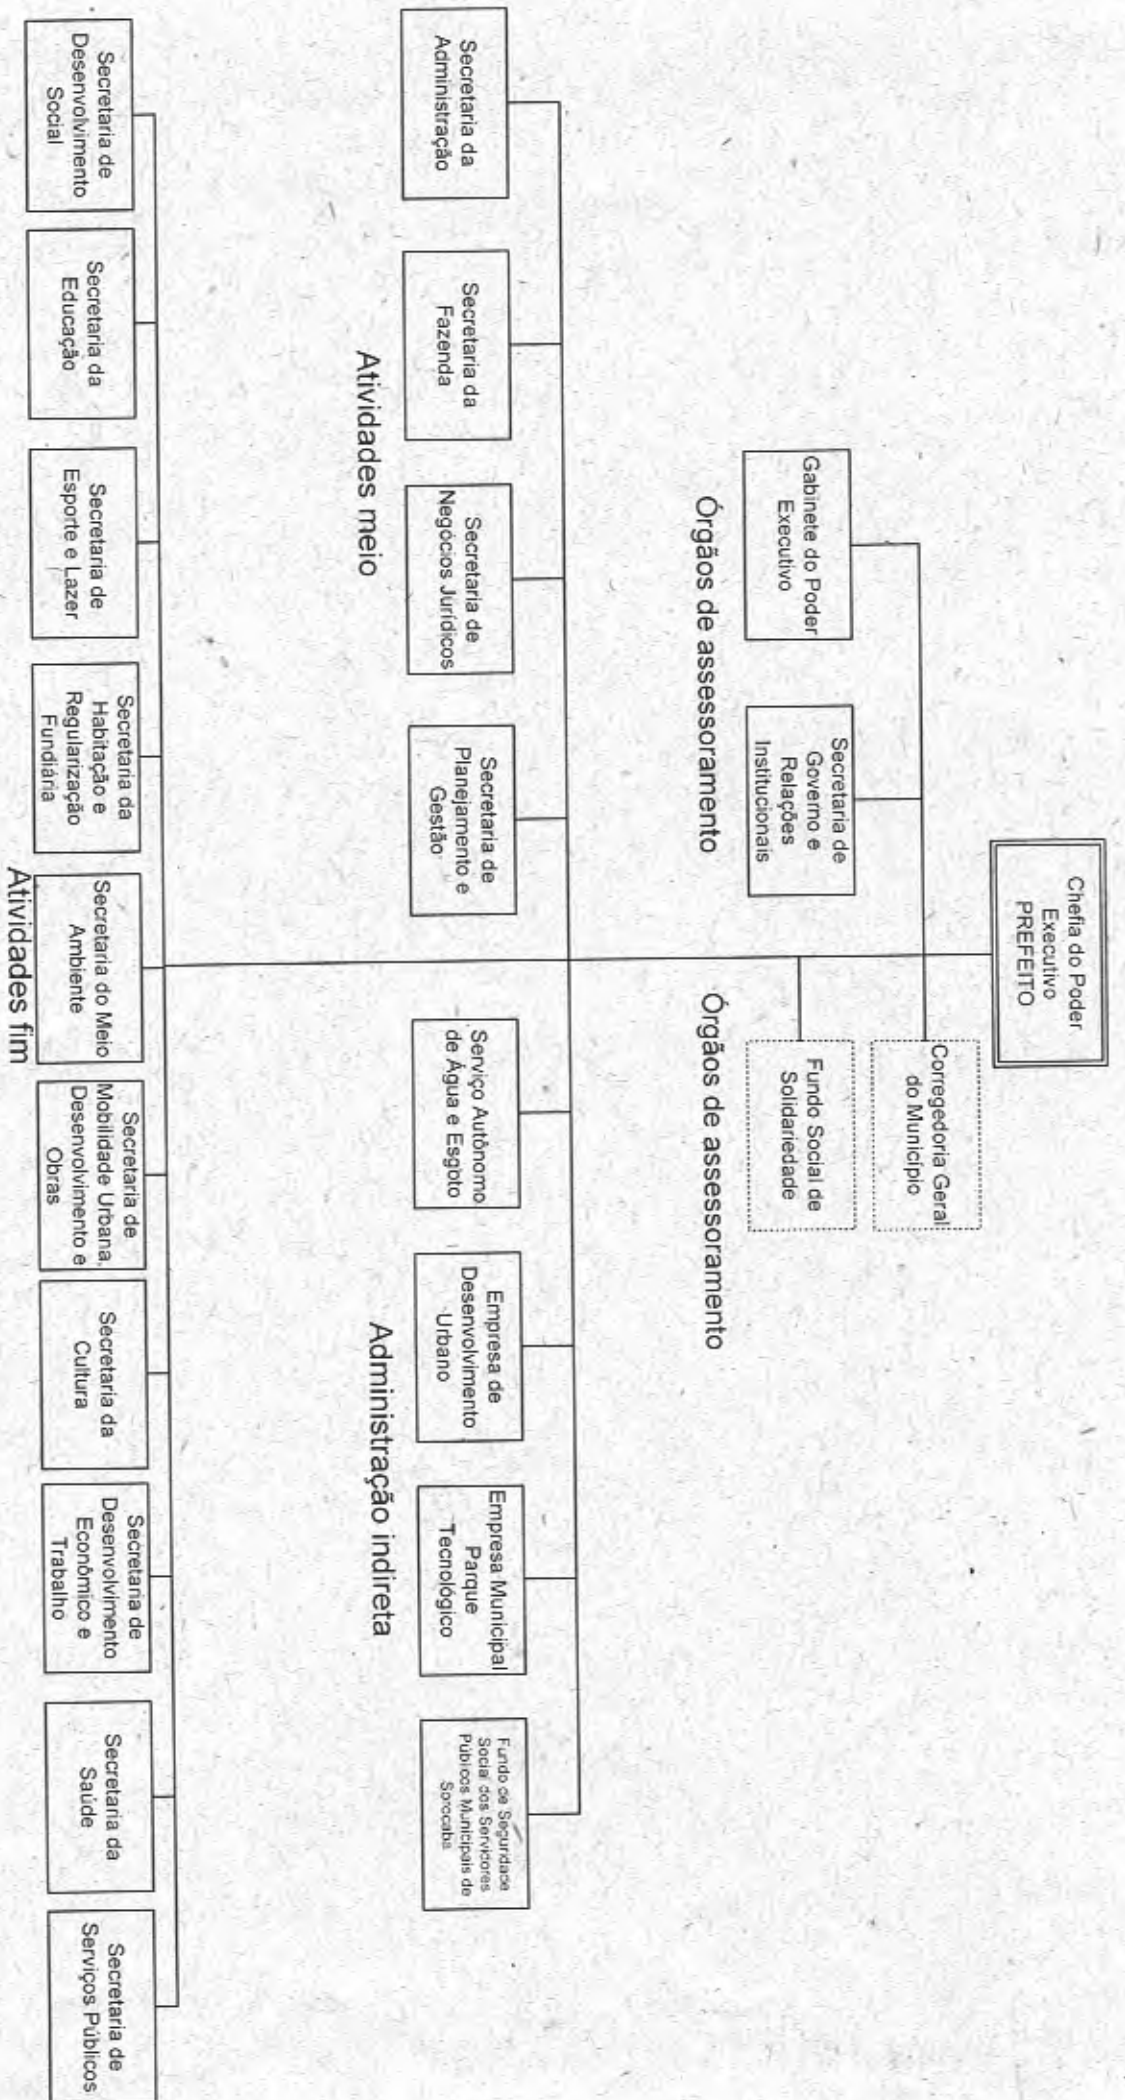 Chefia do Poder
Executivo
PREFEITO
Corregedoria Geral
do Município
Gabinete do Poder
Executivo
Secretaria de
Governo e
Relações
Institucionais
Fundo Social de
Solidariedade
Órgãos de assessoramento
Órgãos de assessoramento
Secretaria da
Administração
Secretaria da
Fazenda
Secretaria de
Negócios Jurídicos
Secretaria de
Planejamento e
Gestão
Serviço Autônomo
de Água e Esgoto
Empresa de
Desenvolvimento
Urbano
Empresa Municipal
Parque
Tecnológico
Fundo de Seguridade
Social dos Servidores
Públicos Municipais de
Sorocaba
Atividades meio
Administração indireta
Secretaria de
Desenvolvimento
Social
Secretaria da
Educação
Secretaria de
Esporte e Lazer
Secretaria da
Habitação e
Regularização
Fundiária
Secretaria do Meio
Ambiente
Secretaria de
Mobilidade Urbana,
Desenvolvimento e
Obras
Secretaria da
Cultura
Secretaria de
Desenvolvimento
Econômico e
Trabalho
Secretaria da
Saúde
Secretaria de
Serviços Públicos
Atividades fim